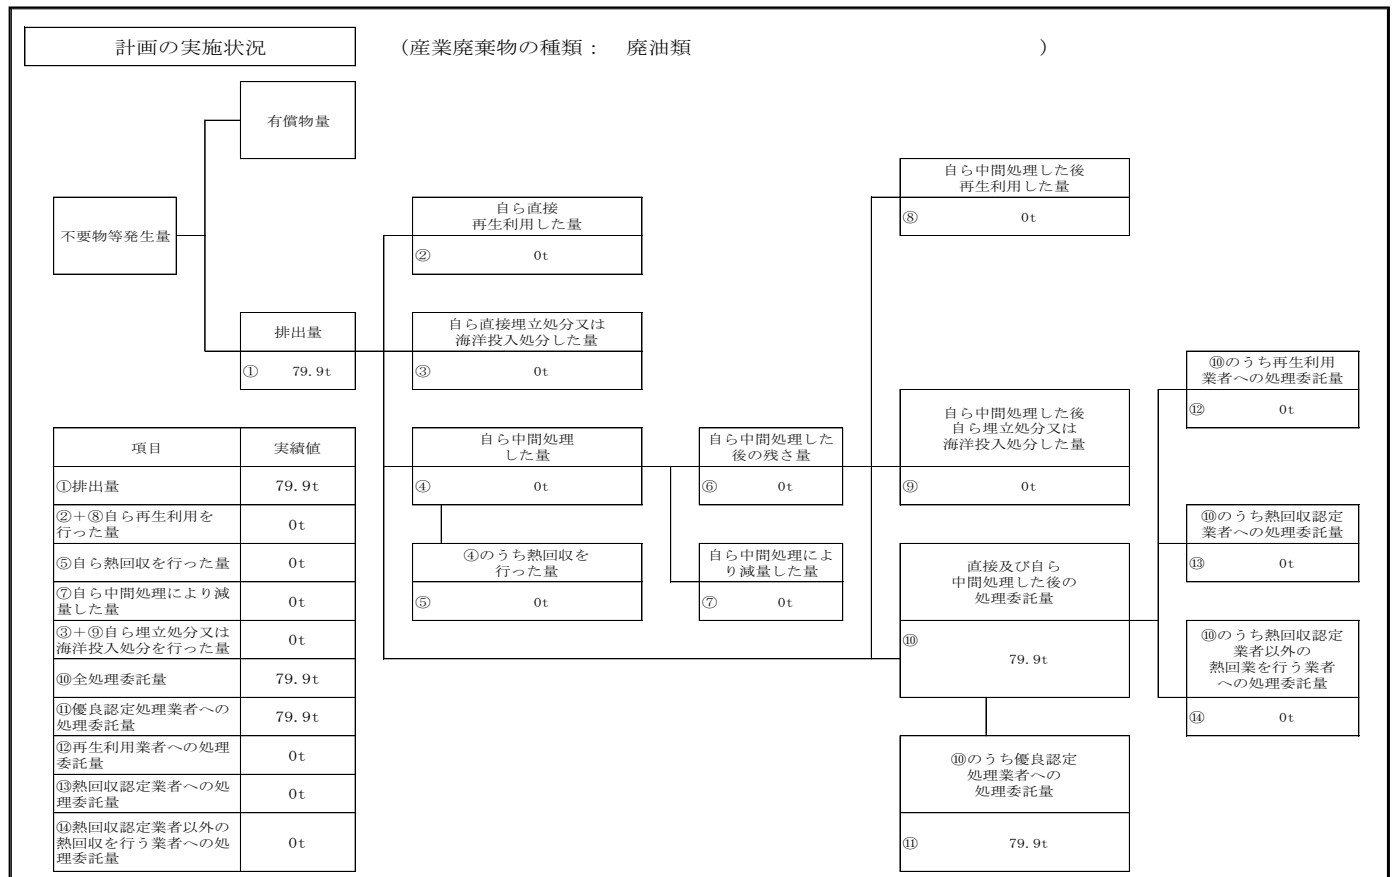 計画の実施状況
(産業廃棄物の種類： 廃油類 )
有償物量
不要物等発生量
排出量
① 79.9t
自ら直接
再生利用した量
② 0t
自ら直接埋立処分又は
海洋投入処分した量
③ 0t
自ら中間処理
した量
④ 0t
④のうち熱回収を
行った量
⑤ 0t
自ら中間処理した
後の残さ量
⑥ 0t
自ら中間処理によ
り減量した量
⑦ 0t
自ら中間処理した後
再生利用した量
⑧ 0t
自ら中間処理した後
自ら埋立処分又は
海洋投入処分した量
⑨ 0t
直接及び自ら
中間処理した後の
処理委託量
⑩
79.9t
⑩のうち優良認定
処理業者への
処理委託量
⑪ 79.9t
⑩のうち再生利用
業者への処理委託量
⑫ 0t
⑩のうち熱回収認定
業者への処理委託量
⑬ 0t
⑩のうち熱回収認定
業者以外の
熱回業を行う業者
への処理委託量
⑭ 0t
項目 実績値
①排出量 79.9t
②＋⑧自ら再生利用を
行った量 0t
⑤自ら熱回収を行った量 0t
⑦自ら中間処理により減
量した量 0t
③＋⑨自ら埋立処分又は
海洋投入処分を行った量 0t
⑩全処理委託量 79.9t
⑪優良認定処理業者への
処理委託量 79.9t
⑫再生利用業者への処理
委託量 0t
⑬熱回収認定業者への処
理委託量 0t
⑭熱回収認定業者以外の
熱回収を行う業者への処
理委託量 0t